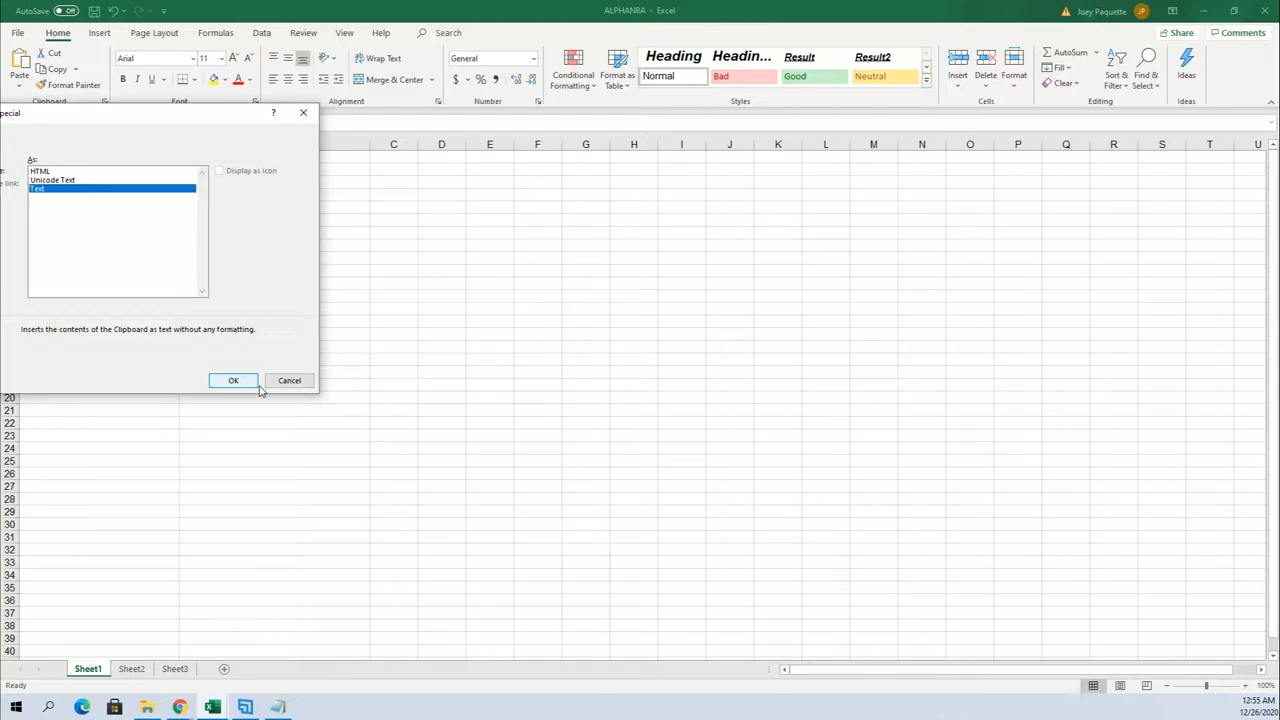 AutoSave Off
ALPHANBA - Excel
Joey Paquette JP
File Home Insert Page Layout Formulas Data Review View Help Search
Share Comments
Paste
Cut
Copy
Format Painter
Clipboard
Arial 11
B I U
A
Font
Wrap Text
Merge & Center
Alignment
General
$ % ,
Number
Conditional
Formatting
Format as
Table
Heading Headin... Result Result2
Normal Bad Good Neutral
Styles
Insert Delete Format
Cells
AutoSum
Fill
Clear
Sort &
Filter
Find &
Select
Editing
Ideas
Ideas
pecial ?
As:
HTML
Unicode Text
Text
e link:
Display as icon
Inserts the contents of the Clipboard as text without any formatting.
OK Cancel
C D E F G H I J K L M N O P Q R S T U
20
21
22
23
24
25
26
27
28
29
30
31
32
33
34
35
36
37
38
39
40
Sheet1 Sheet2 Sheet3
Ready
100%
12:55 AM
12/26/2020